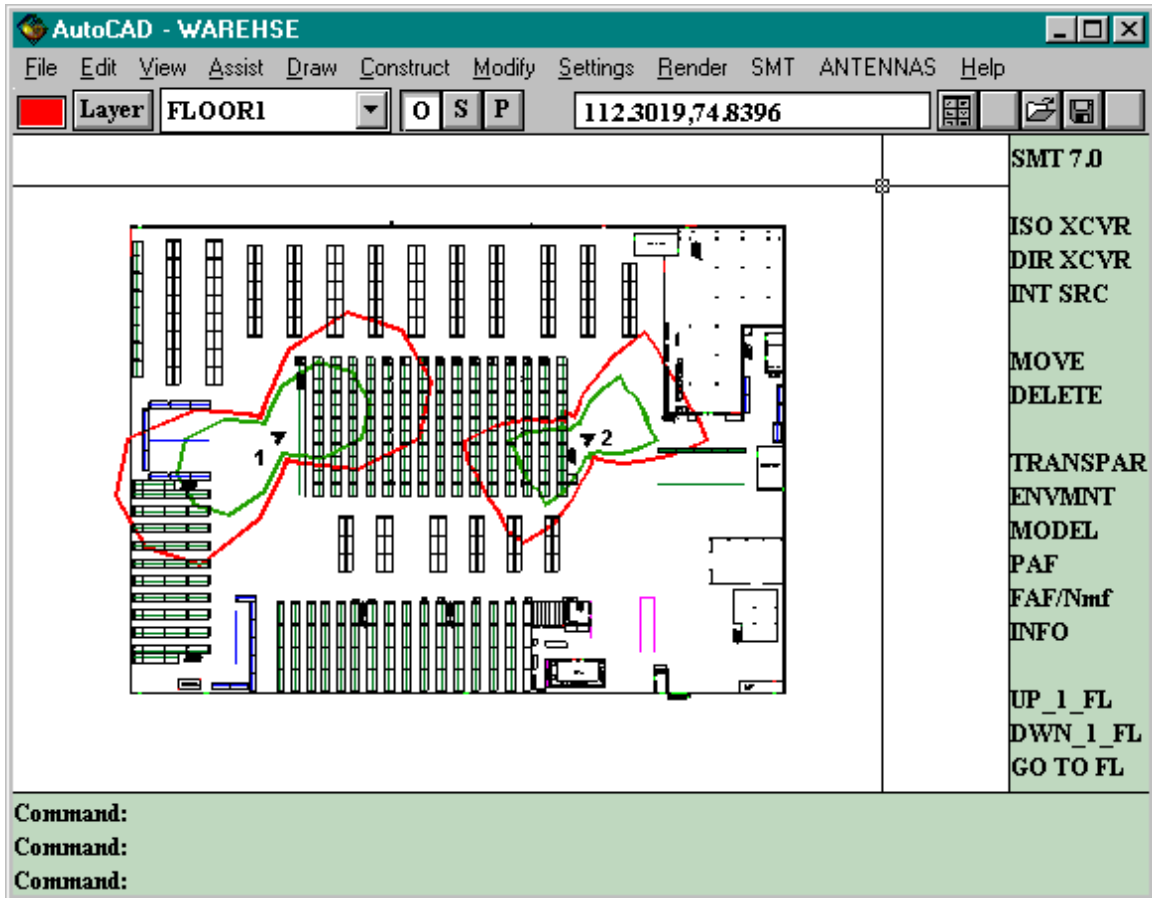 AutoCAD - WAREHSE
File Edit View Assist Draw Construct Modify Settings Render SMT ANTENNAS Help
Layer FLOOR1 O S P 112.3019,74.8396
SMT 7.0
ISO XCVR
DIR XCVR
INT SRC
MOVE
DELETE
TRANSPAR
ENVMNT
MODEL
PAF
FAF/Nmf
INFO
UP_1_FL
DWN_1_FL
GO TO FL
1
2
Command:
Command:
Command: